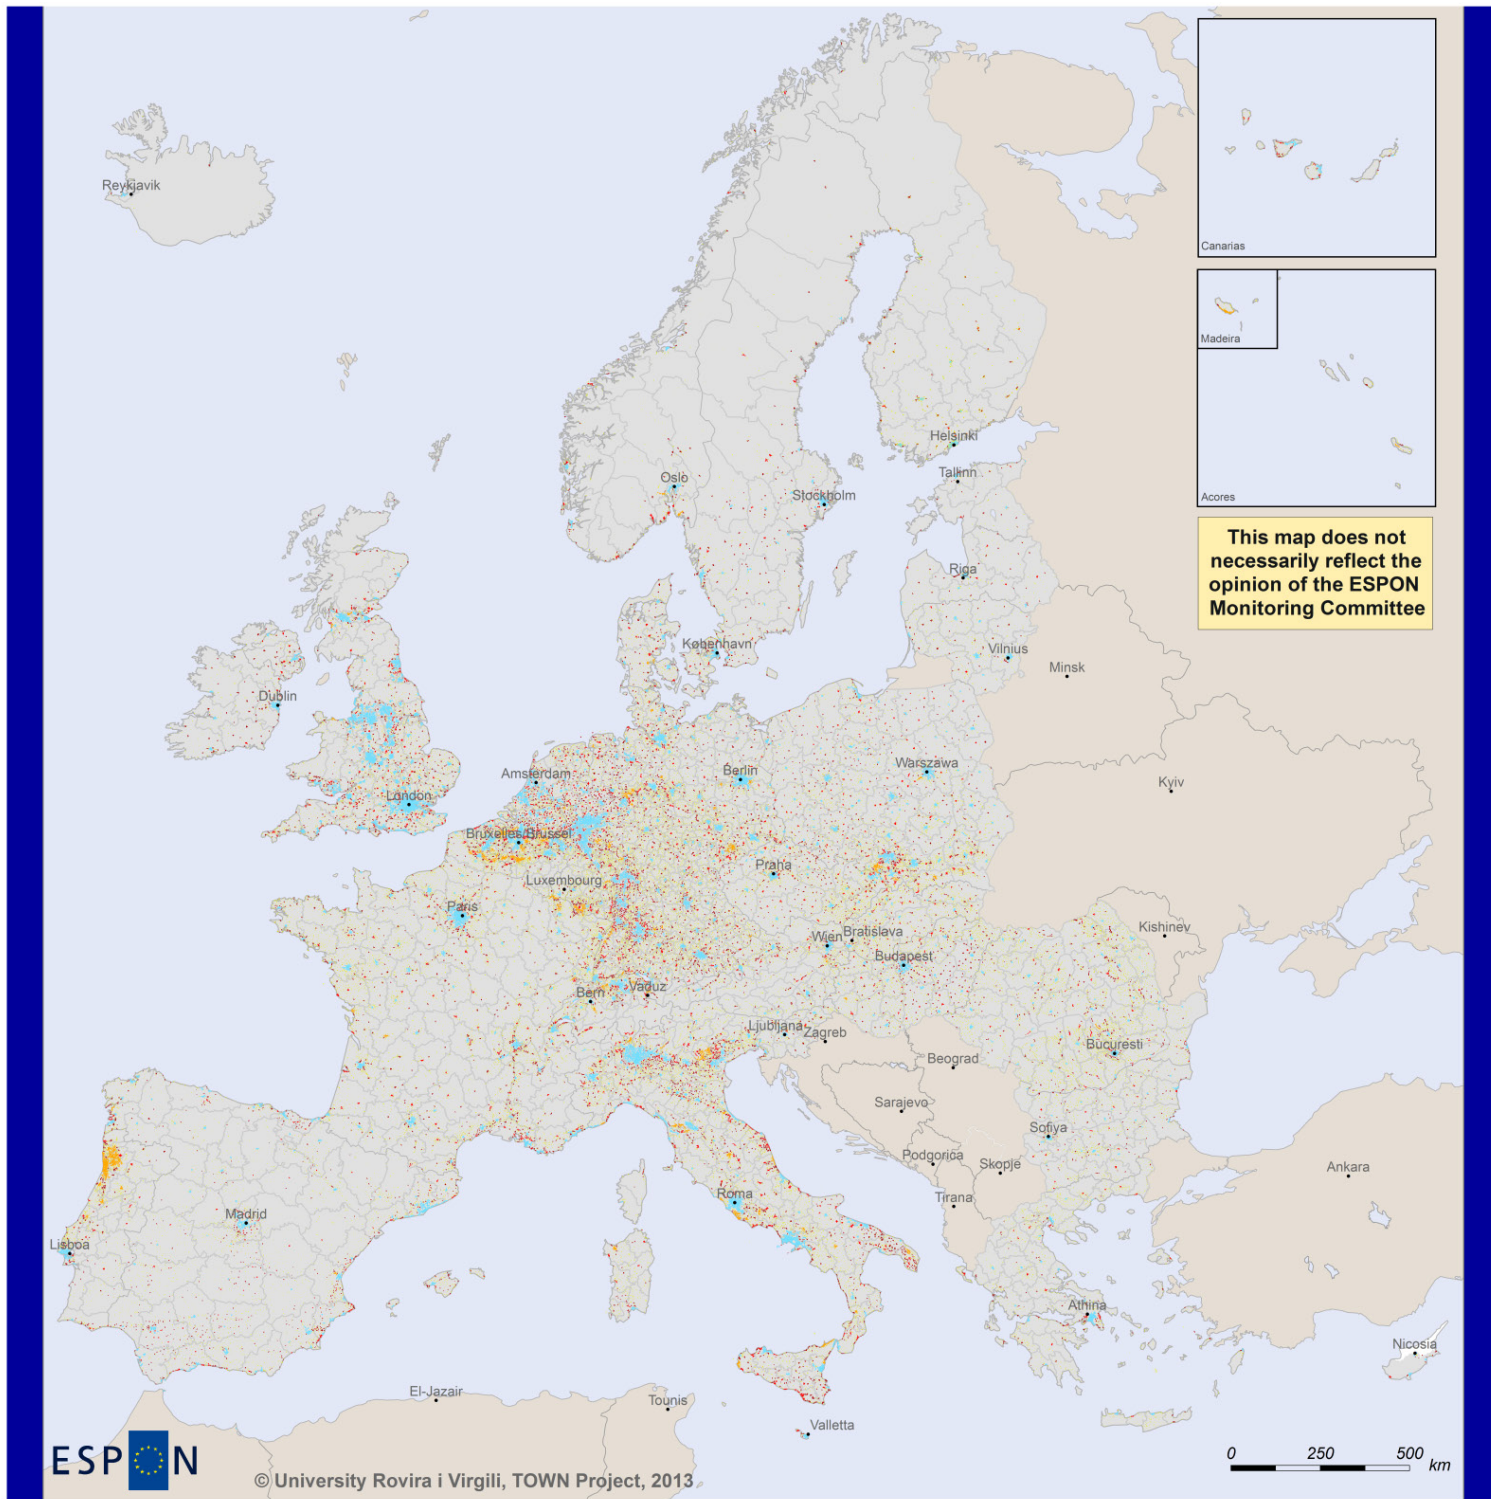 Reykjavik
Canarias
Madeira
Acores
Helsinki
Tallinn
Oslo
Stockholm
This map does not
necessarily reflect the
opinion of the ESPON
Monitoring Committee
Riga
København
Vilnius
Minsk
Dublin
Amsterdam
Berlin
Warszawa
Kyiv
London
Bruxelles/Brussel
Praha
Luxembourg
Paris
Kishinev
Wien
Bratislava
Budapest
Bern
Vaduz
Ljubljana
Zagreb
Bucuresti
Beograd
Sarajevo
Sofiya
Podgorica
Skopje
Ankara
Roma
Tirana
Madrid
Lisboa
Athina
Nicosia
El-Jazair
Tounis
Valletta
ESPON
© University Rovira i Virgili, TOWN Project, 2013
0 250 500
km